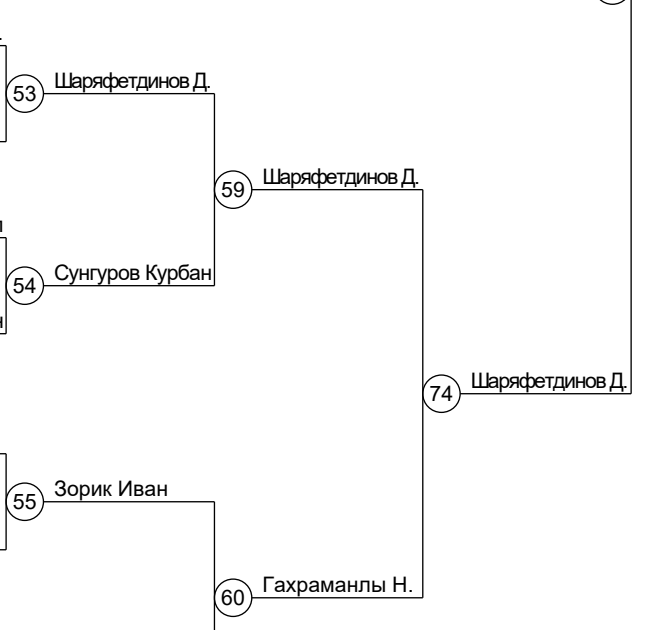 53 Шаряфетдинов Д.
59 Шаряфетдинов Д.
54 Сунгуров Курбан
74 Шаряфетдинов Д.
55 Зорик Иван
60 Гахраманлы Н.